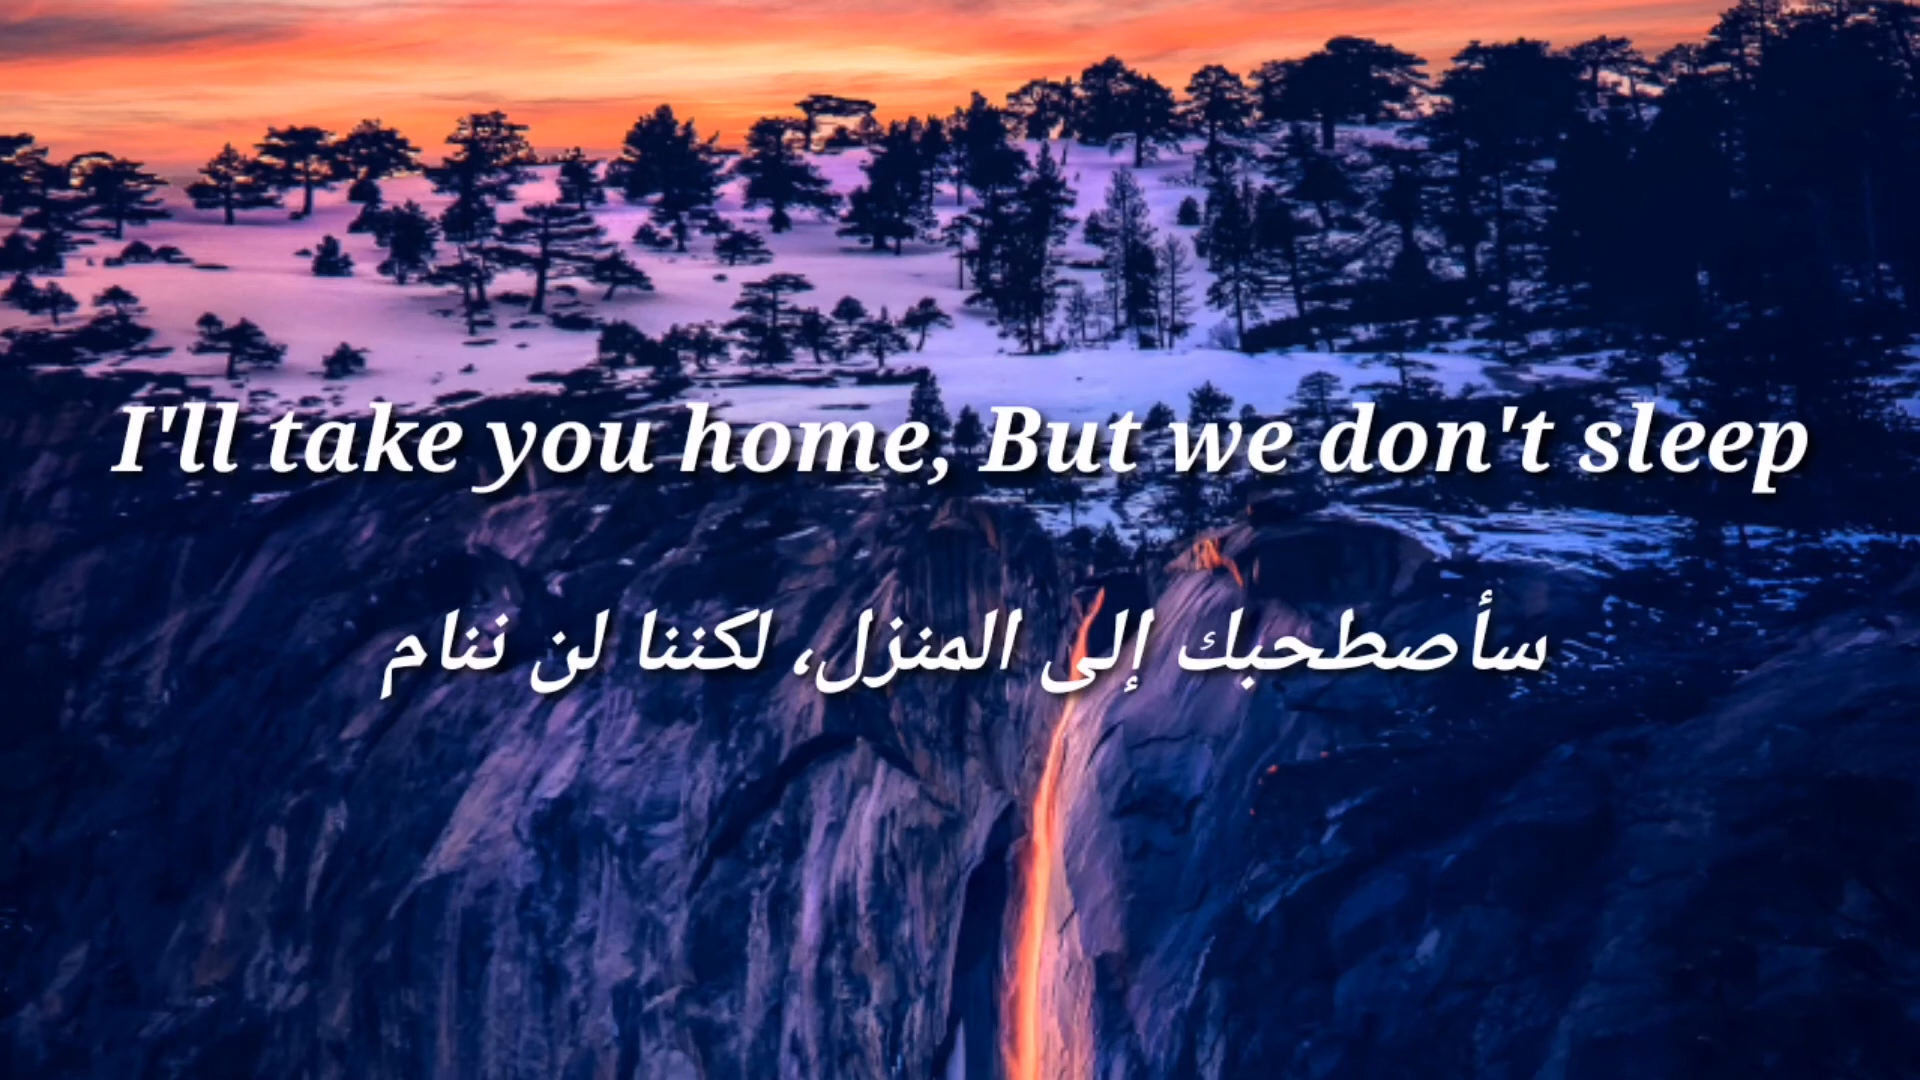 I'll take you home, But we don't sleep
سأصطحبك إلى المنزل، لكننا لن ننام